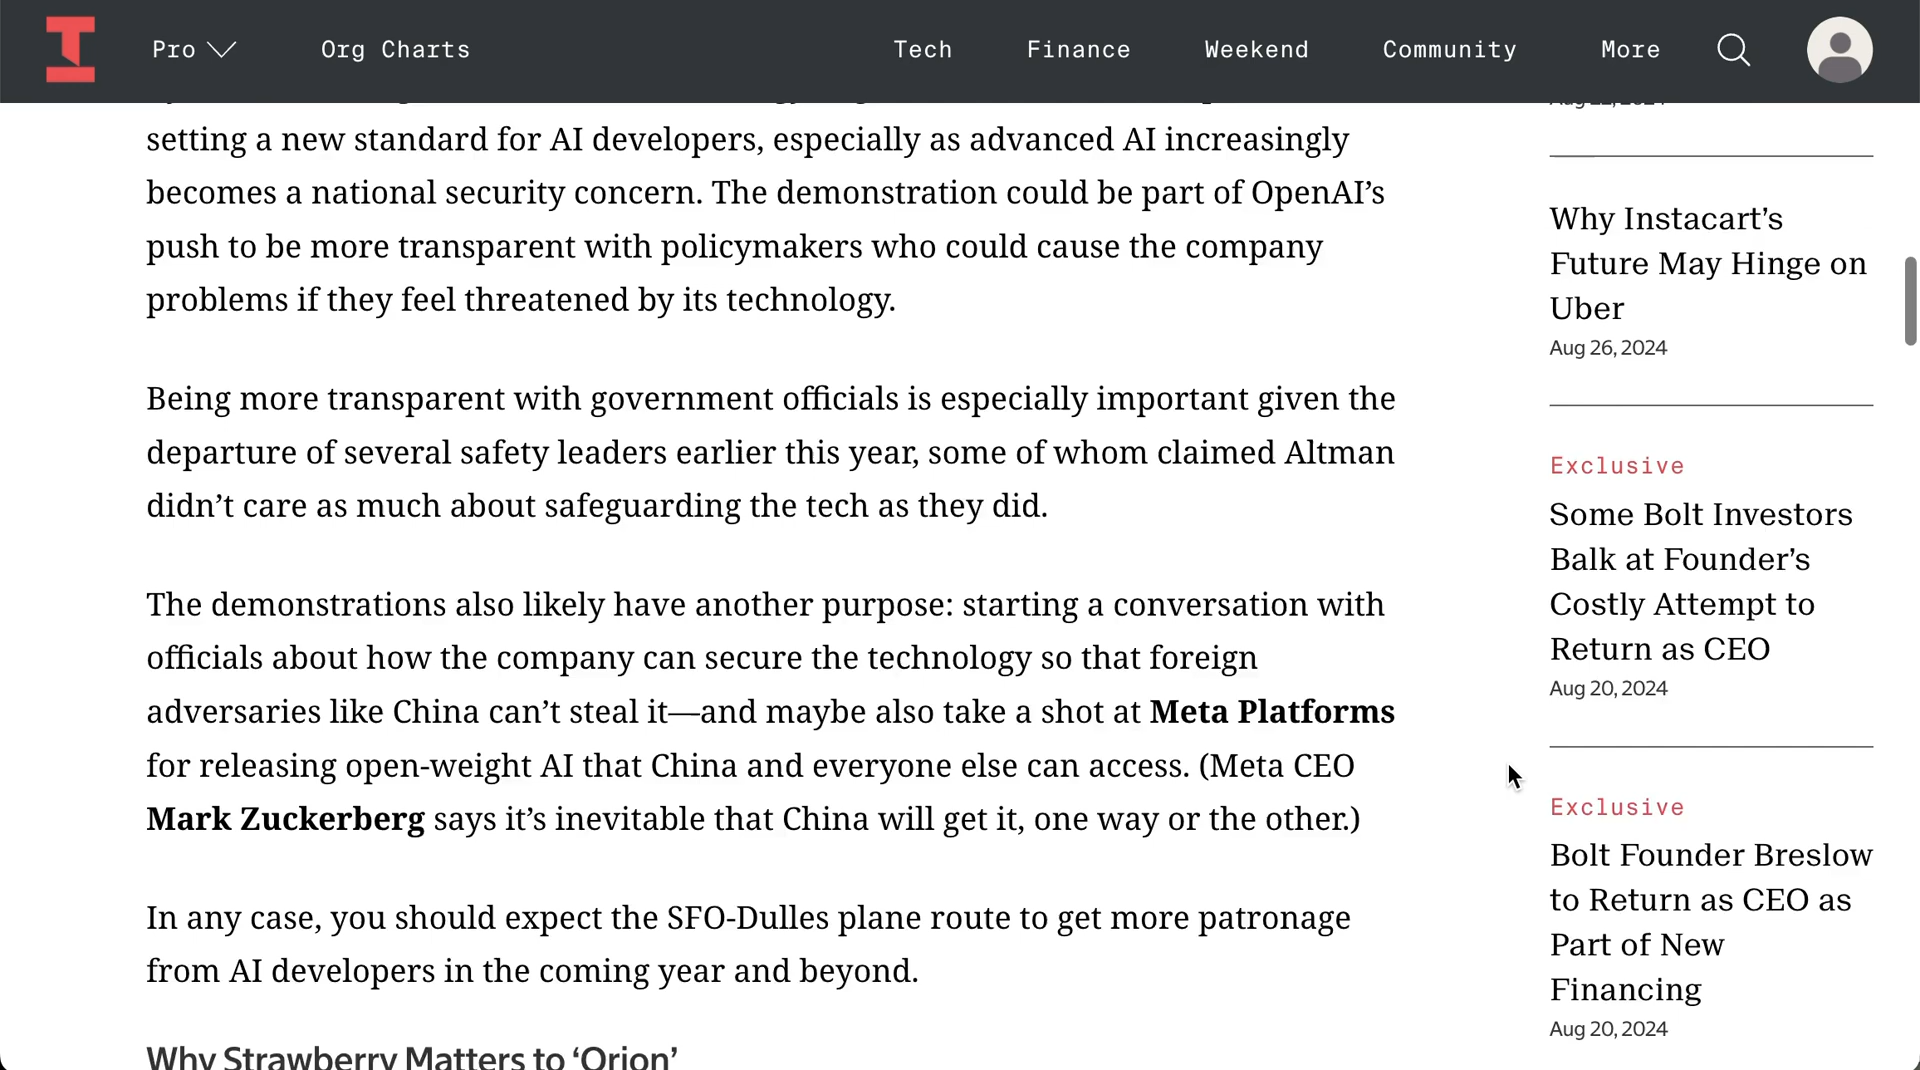 Pro
Org Charts
Tech
Finance
Weekend
Community
More
setting a new standard for AI developers, especially as advanced AI increasingly
becomes a national security concern. The demonstration could be part of OpenAI’s
push to be more transparent with policymakers who could cause the company
problems if they feel threatened by its technology.
Being more transparent with government officials is especially important given the
departure of several safety leaders earlier this year, some of whom claimed Altman
didn’t care as much about safeguarding the tech as they did.
The demonstrations also likely have another purpose: starting a conversation with
officials about how the company can secure the technology so that foreign
adversaries like China can’t steal it—and maybe also take a shot at Meta Platforms
for releasing open-weight AI that China and everyone else can access. (Meta CEO
Mark Zuckerberg says it’s inevitable that China will get it, one way or the other.)
In any case, you should expect the SFO-Dulles plane route to get more patronage
from AI developers in the coming year and beyond.
Why Strawberry Matters to ‘Orion’
Why Instacart’s
Future May Hinge on
Uber
Aug 26, 2024
Exclusive
Some Bolt Investors
Balk at Founder’s
Costly Attempt to
Return as CEO
Aug 20, 2024
Exclusive
Bolt Founder Breslow
to Return as CEO as
Part of New
Financing
Aug 20, 2024